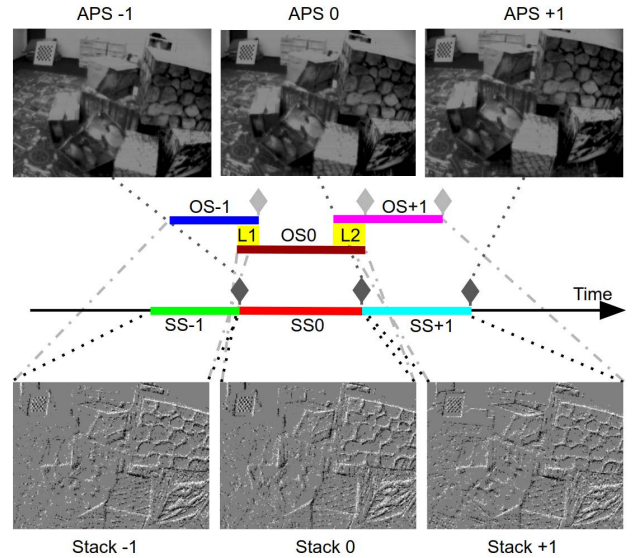 APS -1 APS 0 APS +1
OS-1 OS+1
L1 OS0 L2
Time
SS-1 SS0 SS+1
Stack -1 Stack 0 Stack +1